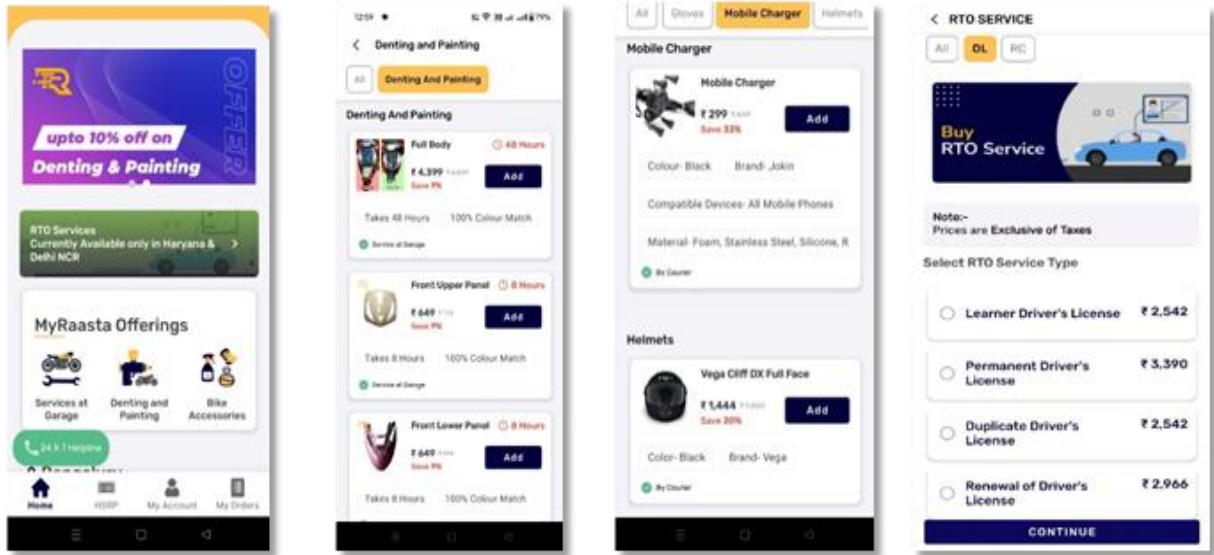 OFFER
upto 10% off on
Denting & Painting
RTO Services
Currently Available only in Haryana &
Delhi NCR
MyRaasta Offerings
Services at
Garage
Denting and
Painting
Bike
Accessories
24 X 7 Helpline
Bengaluru
Home
HSRP
My Account
My Orders
12:59
79%
Denting and Painting
All
Denting And Painting
Denting And Painting
Full Body
48 Hours
₹ 4,399
Save 9%
Add
Takes 48 Hours
100% Colour Match
Service at Garage
Front Upper Panel
8 Hours
₹ 649
Save 9%
Add
Takes 8 Hours
100% Colour Match
Service at Garage
Front Lower Panel
8 Hours
₹ 649
Save 9%
Add
Takes 8 Hours
100% Colour Match
All
Gloves
Mobile Charger
Helmets
Mobile Charger
Mobile Charger
₹ 299
Save 33%
Add
Colour- Black
Brand- Jokin
Compatible Devices- All Mobile Phones
Material- Foam, Stainless Steel, Silicone, R
By Courier
Helmets
Vega Cliff DX Full Face
₹ 1,444
Save 20%
Add
Color- Black
Brand- Vega
By Courier
RTO SERVICE
All
DL
RC
Buy
RTO Service
Note:-
Prices are Exclusive of Taxes
Select RTO Service Type
Learner Driver's License
₹ 2,542
Permanent Driver's
License
₹ 3,390
Duplicate Driver's
License
₹ 2,542
Renewal of Driver's
License
₹ 2,966
CONTINUE